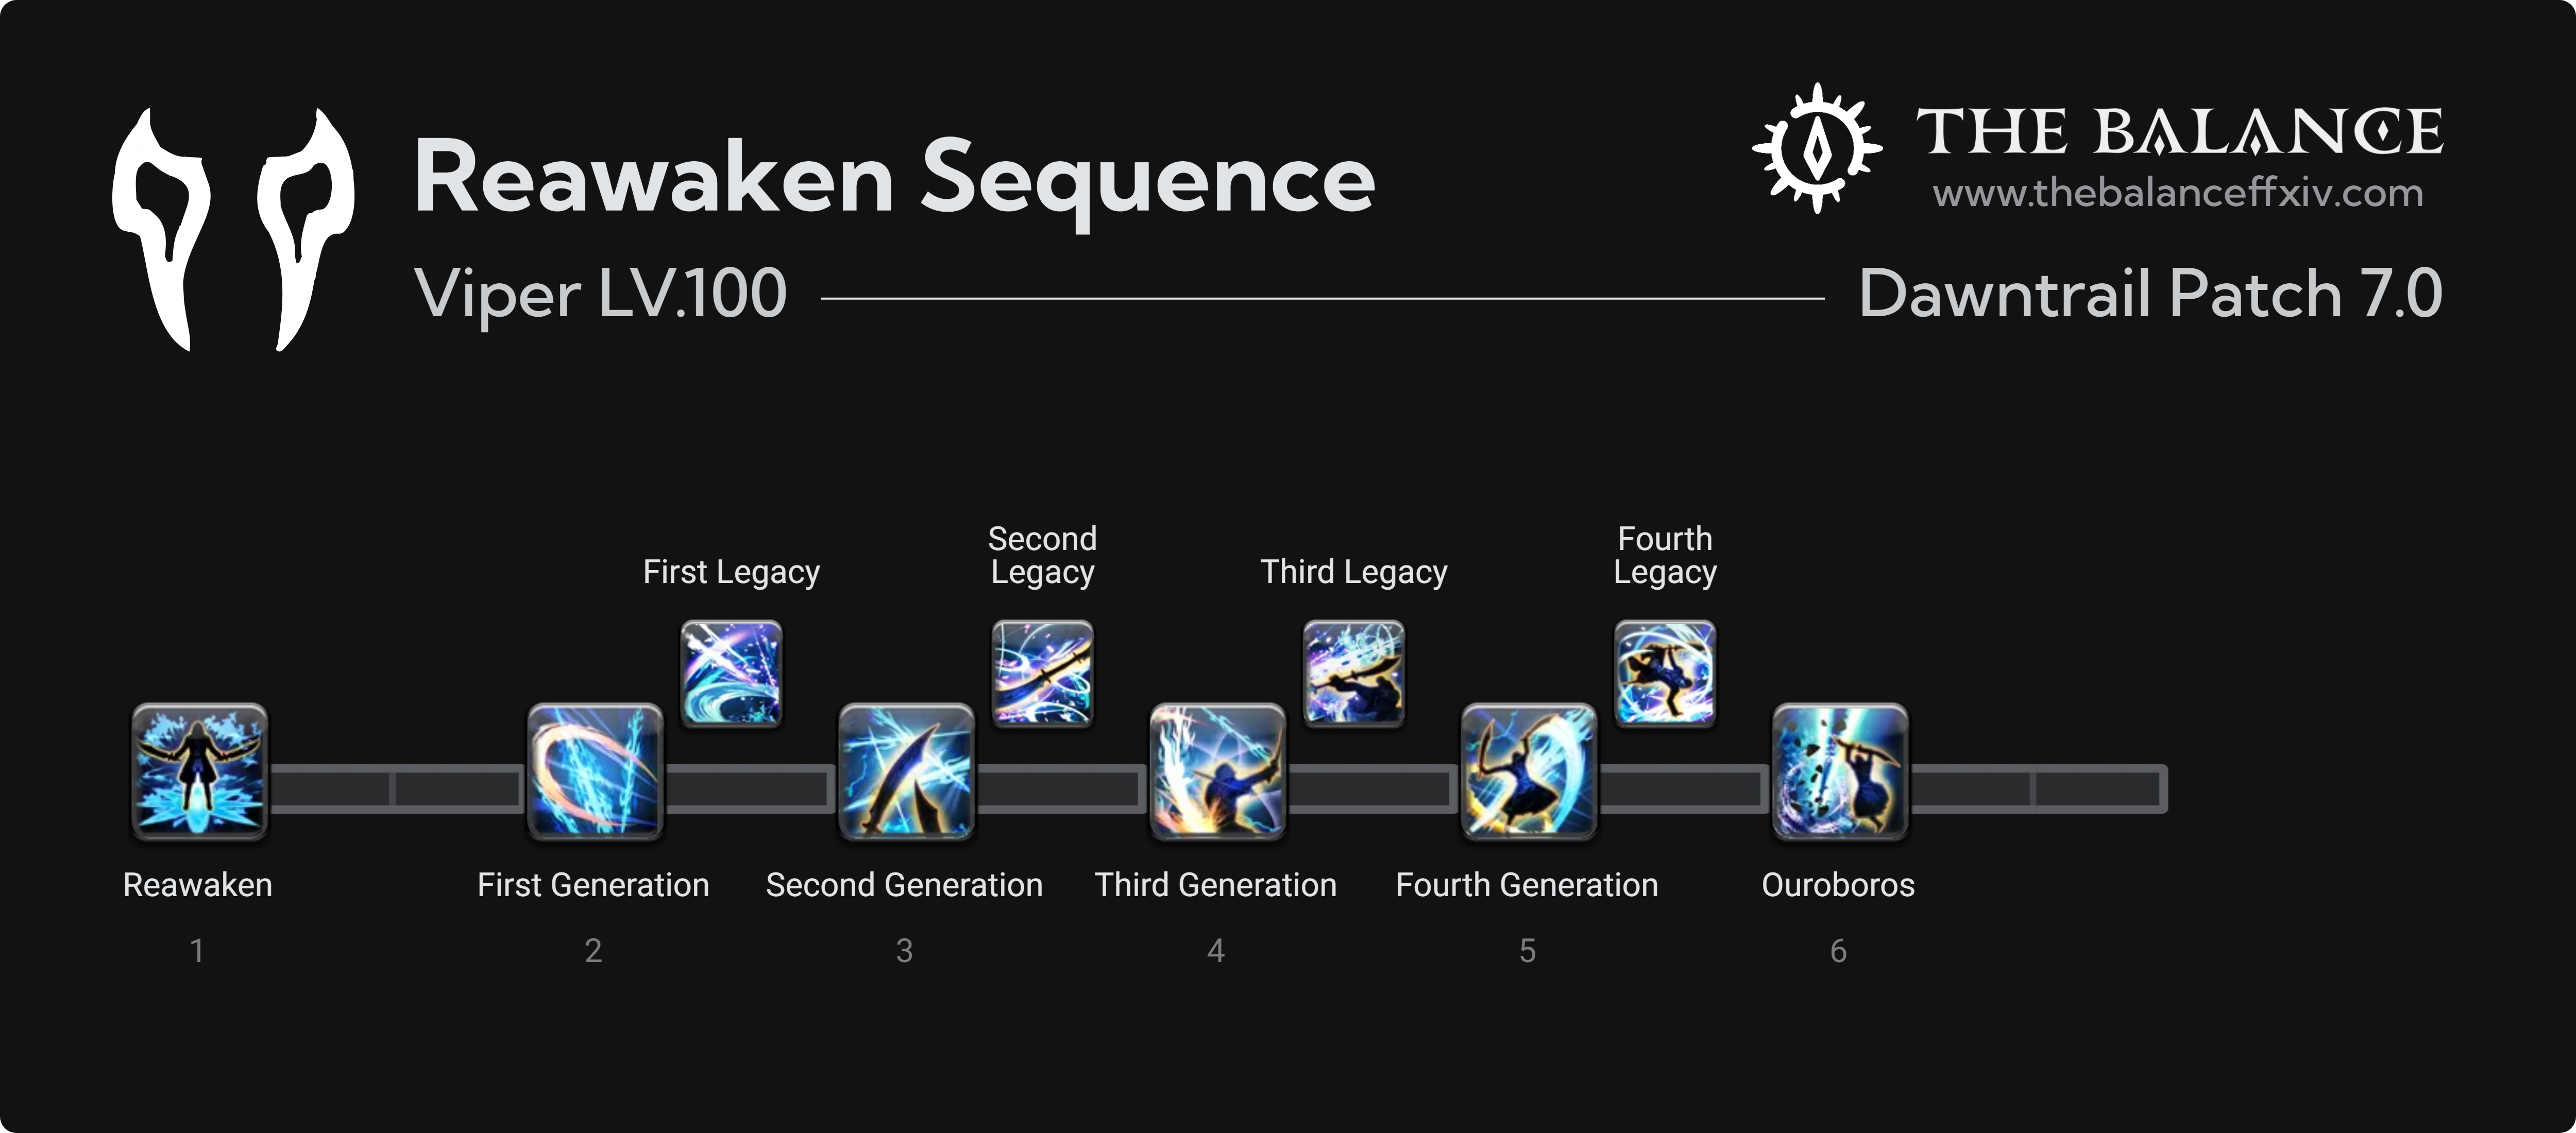 Reawaken Sequence
THE BALANCE
www.thebalanceffxiv.com
Viper LV.100
Dawntrail Patch 7.0
First Legacy
Second
Legacy
Third Legacy
Fourth
Legacy
Reawaken
First Generation
Second Generation
Third Generation
Fourth Generation
Ouroboros
1
2
3
4
5
6